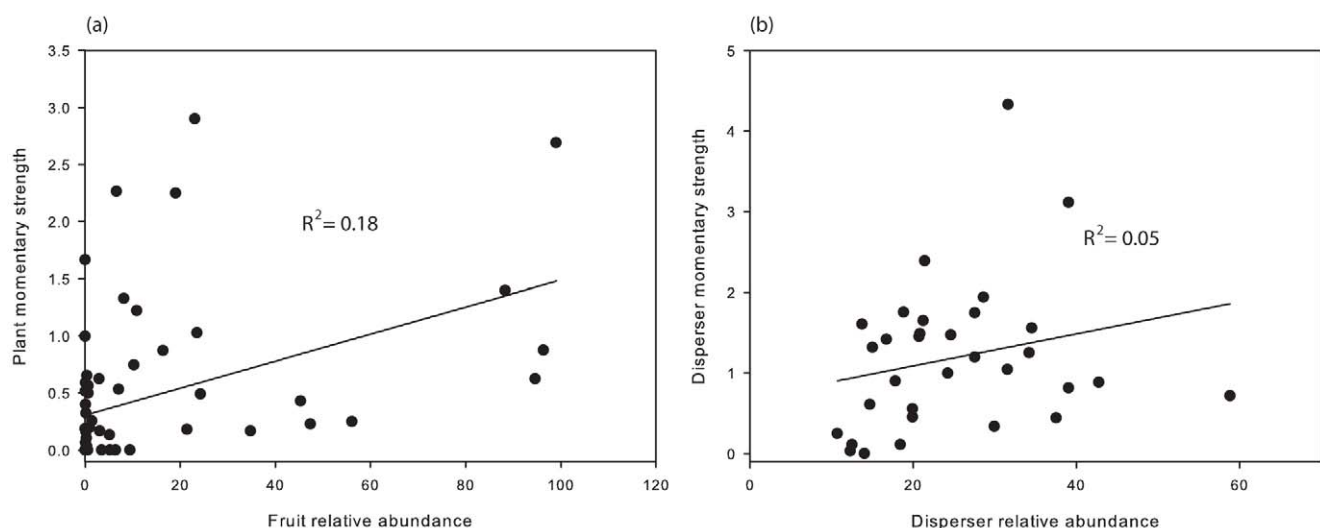 (a)
3.5
3.0
2.5
2.0
1.5
1.0
0.5
0.0
Plant momentary strength
R²= 0.18
0 20 40 60 80 100 120
Fruit relative abundance
(b)
5
4
3
2
1
0
Disperser momentary strength
R²= 0.05
0 20 40 60
Disperser relative abundance